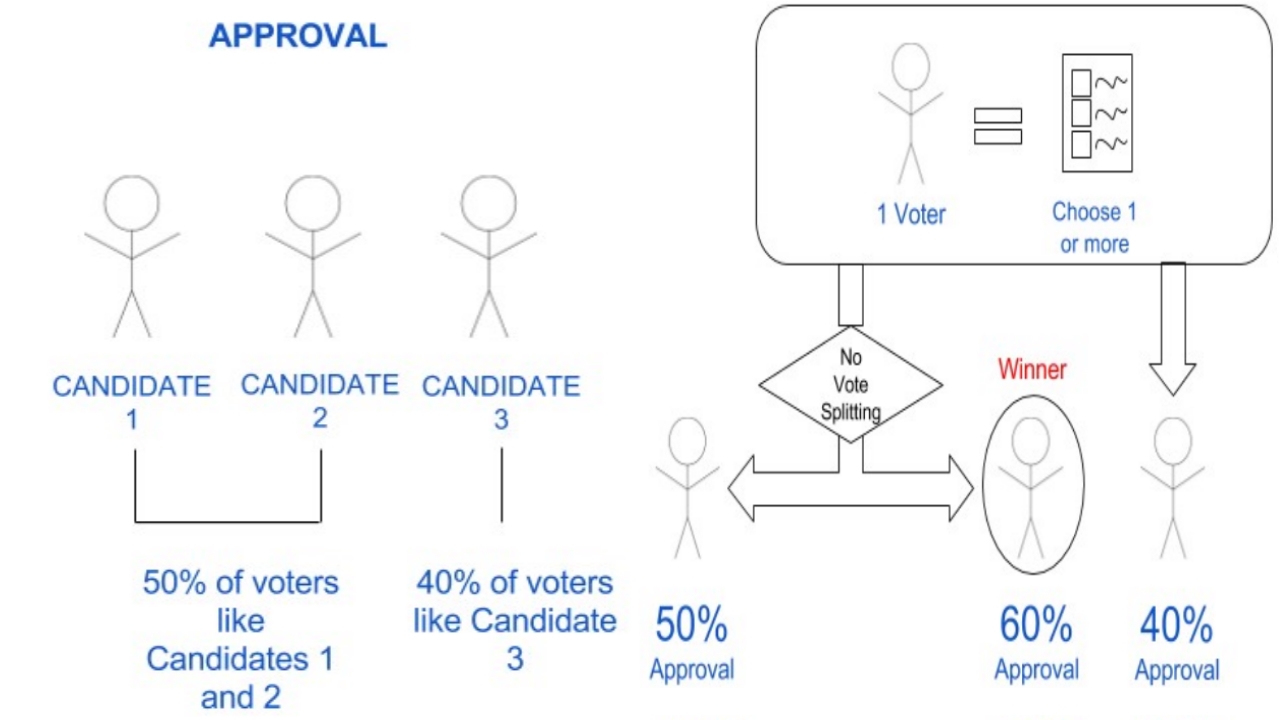 APPROVAL
CANDIDATE
1
CANDIDATE
2
CANDIDATE
3
50% of voters
like
Candidates 1
and 2
40% of voters
like Candidate
3
1 Voter
Choose 1
or more
No
Vote
Splitting
Winner
50%
Approval
60%
Approval
40%
Approval